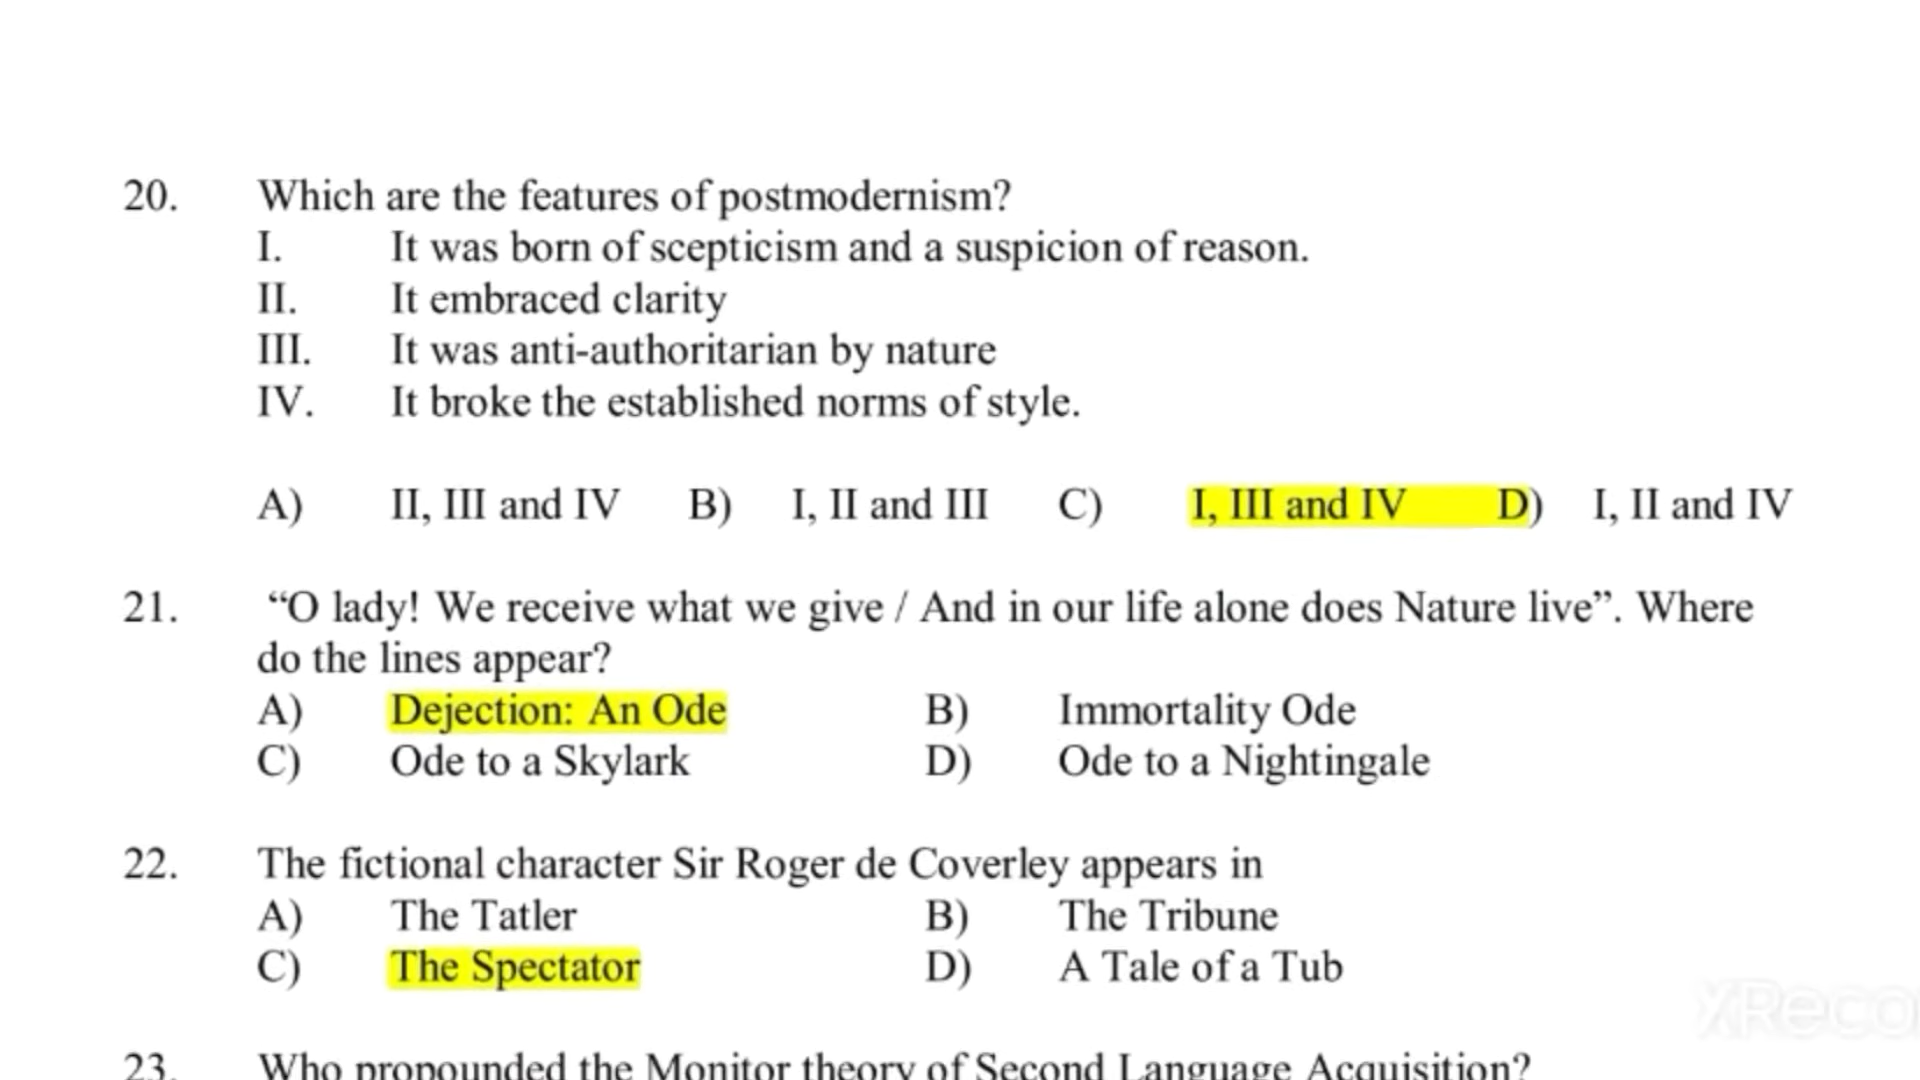 20. Which are the features of postmodernism?
I. It was born of scepticism and a suspicion of reason.
II. It embraced clarity
III. It was anti-authoritarian by nature
IV. It broke the established norms of style.
A) II, III and IV B) I, II and III C) I, III and IV D) I, II and IV
21. “O lady! We receive what we give / And in our life alone does Nature live”. Where
do the lines appear?
A) Dejection: An Ode B) Immortality Ode
C) Ode to a Skylark D) Ode to a Nightingale
22. The fictional character Sir Roger de Coverley appears in
A) The Tatler B) The Tribune
C) The Spectator D) A Tale of a Tub
XReco
23. Who propounded the Monitor theory of Second Language Acquisition?